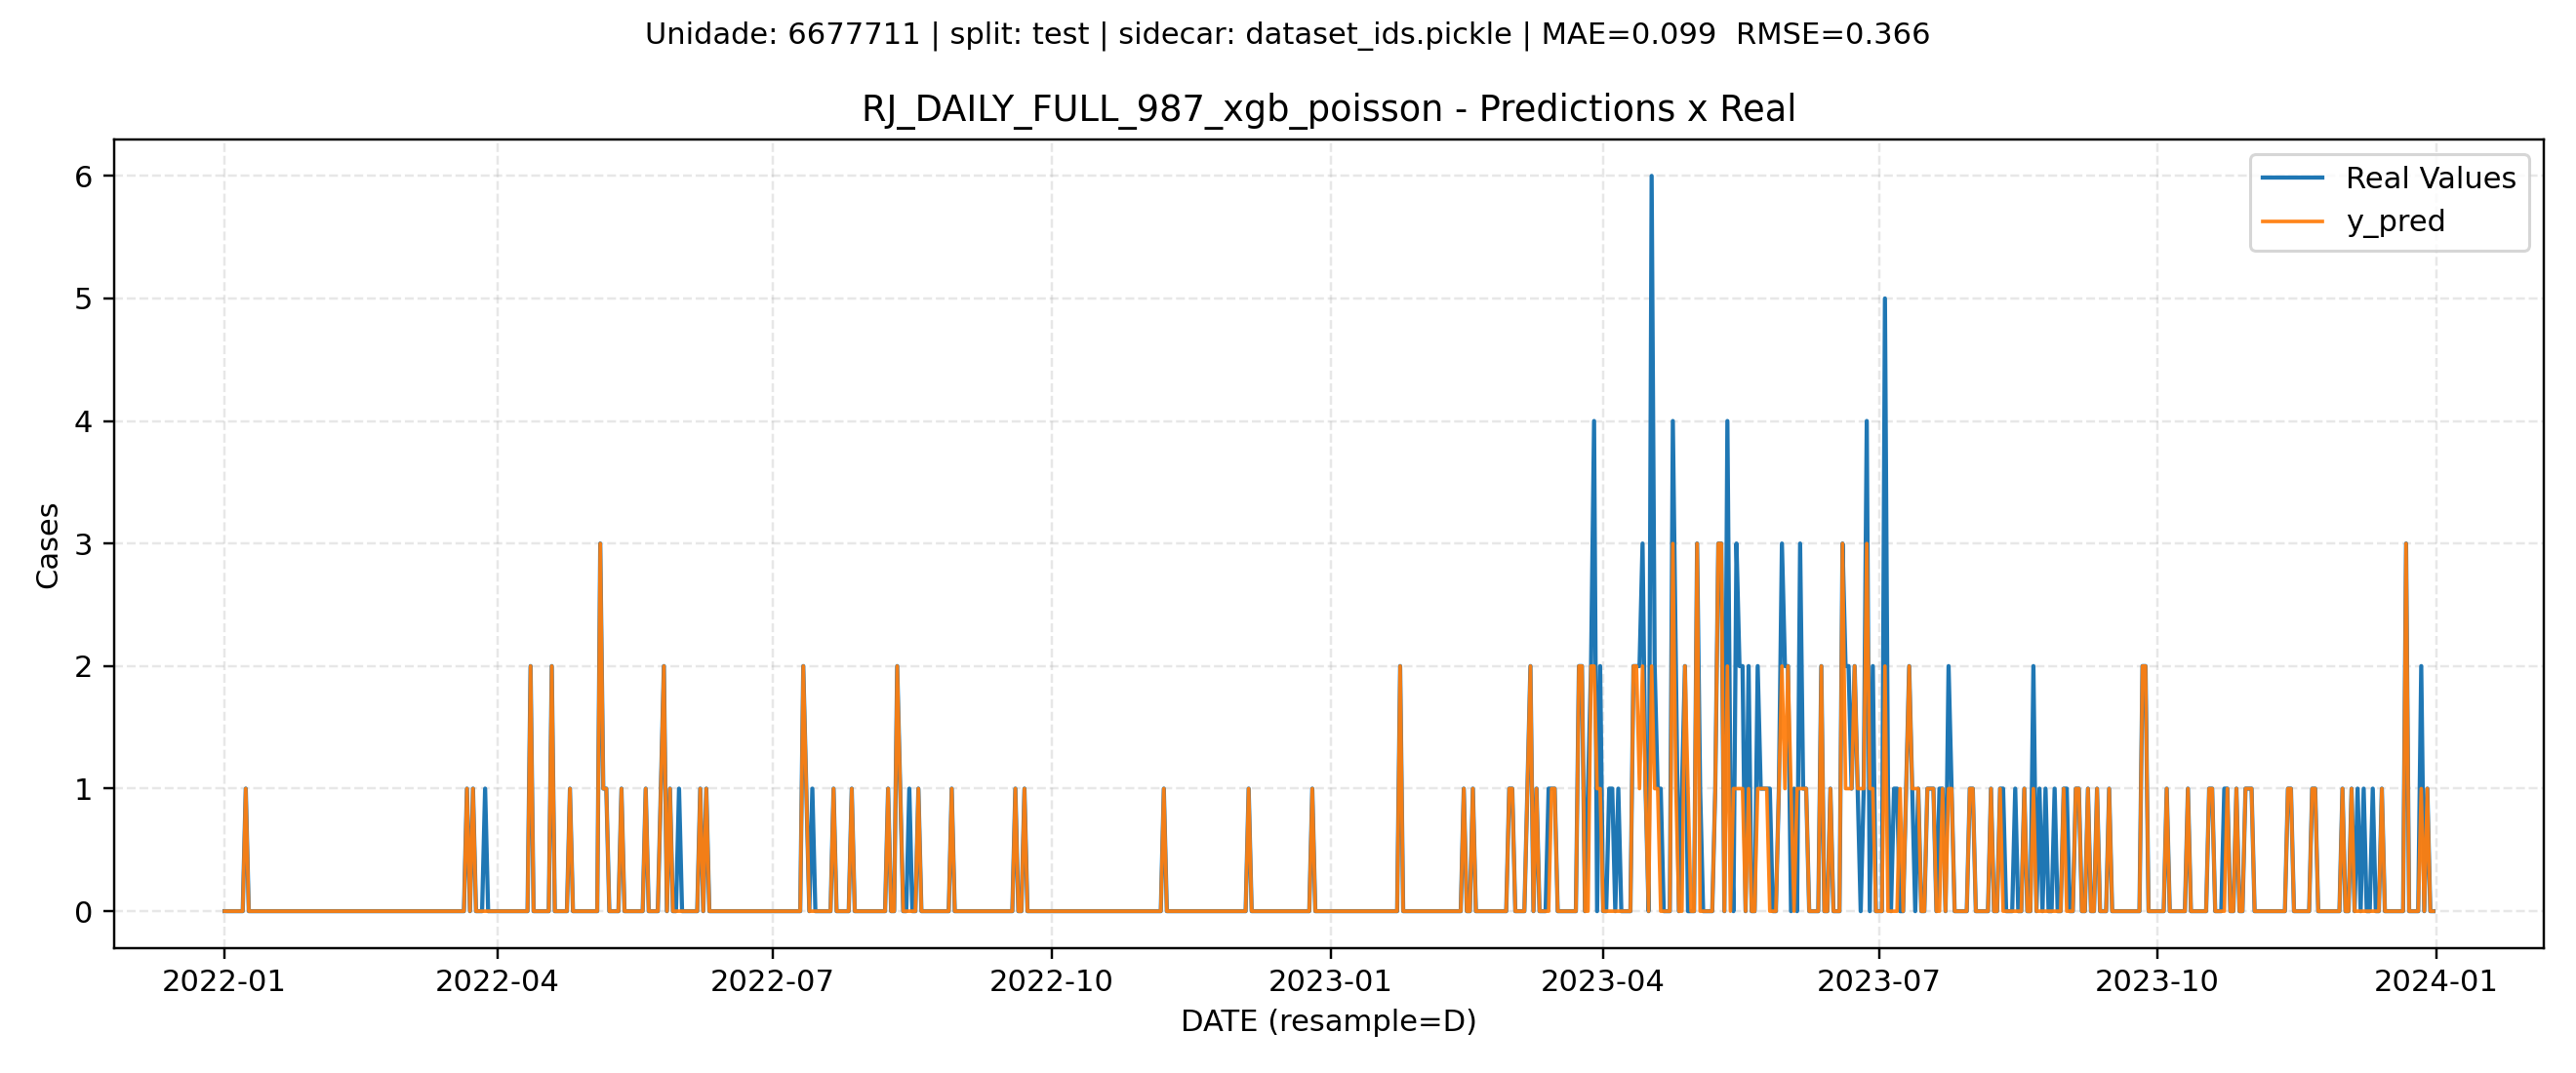 Unidade: 6677711 | split: test | sidecar: dataset_ids.pickle | MAE=0.099  RMSE=0.366
RJ_DAILY_FULL_987_xgb_poisson - Predictions x Real
Real Values
y_pred
Cases
6
5
4
3
2
1
0
2022-01 2022-04 2022-07 2022-10 2023-01 2023-04 2023-07 2023-10 2024-01
DATE (resample=D)